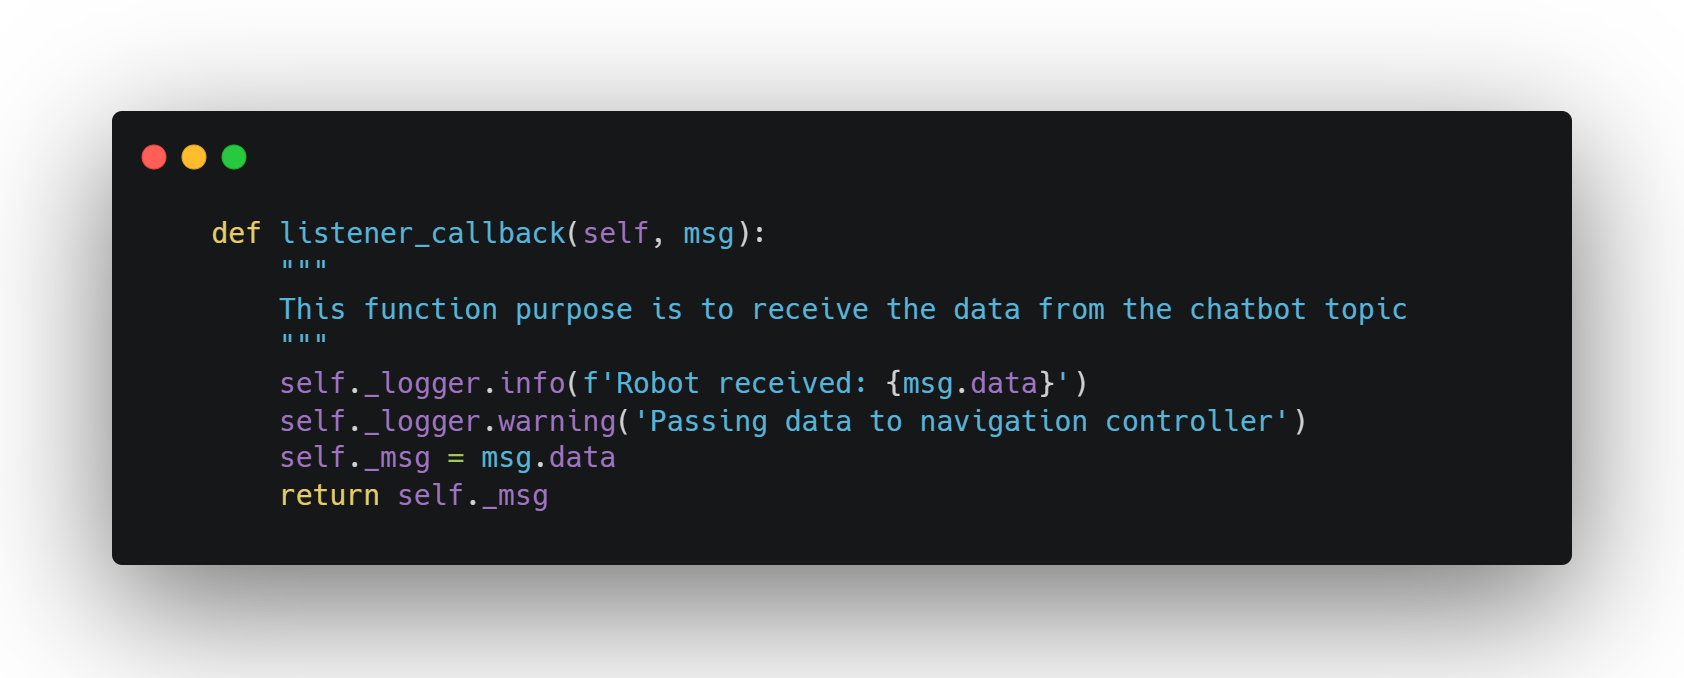 def listener_callback(self, msg):
    """
    This function purpose is to receive the data from the chatbot topic
    """
    self._logger.info(f'Robot received: {msg.data}')
    self._logger.warning('Passing data to navigation controller')
    self._msg = msg.data
    return self._msg